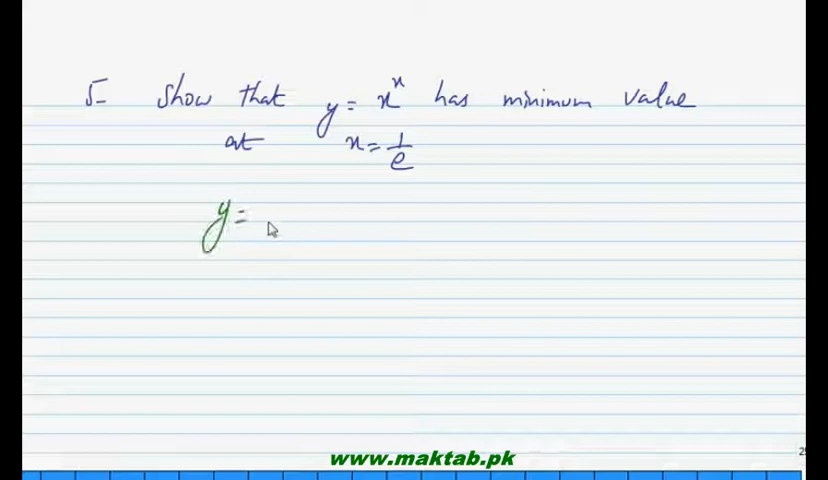 5- Show that y = x^x has minimum value
at x = 1/e
y =
www.maktab.pk